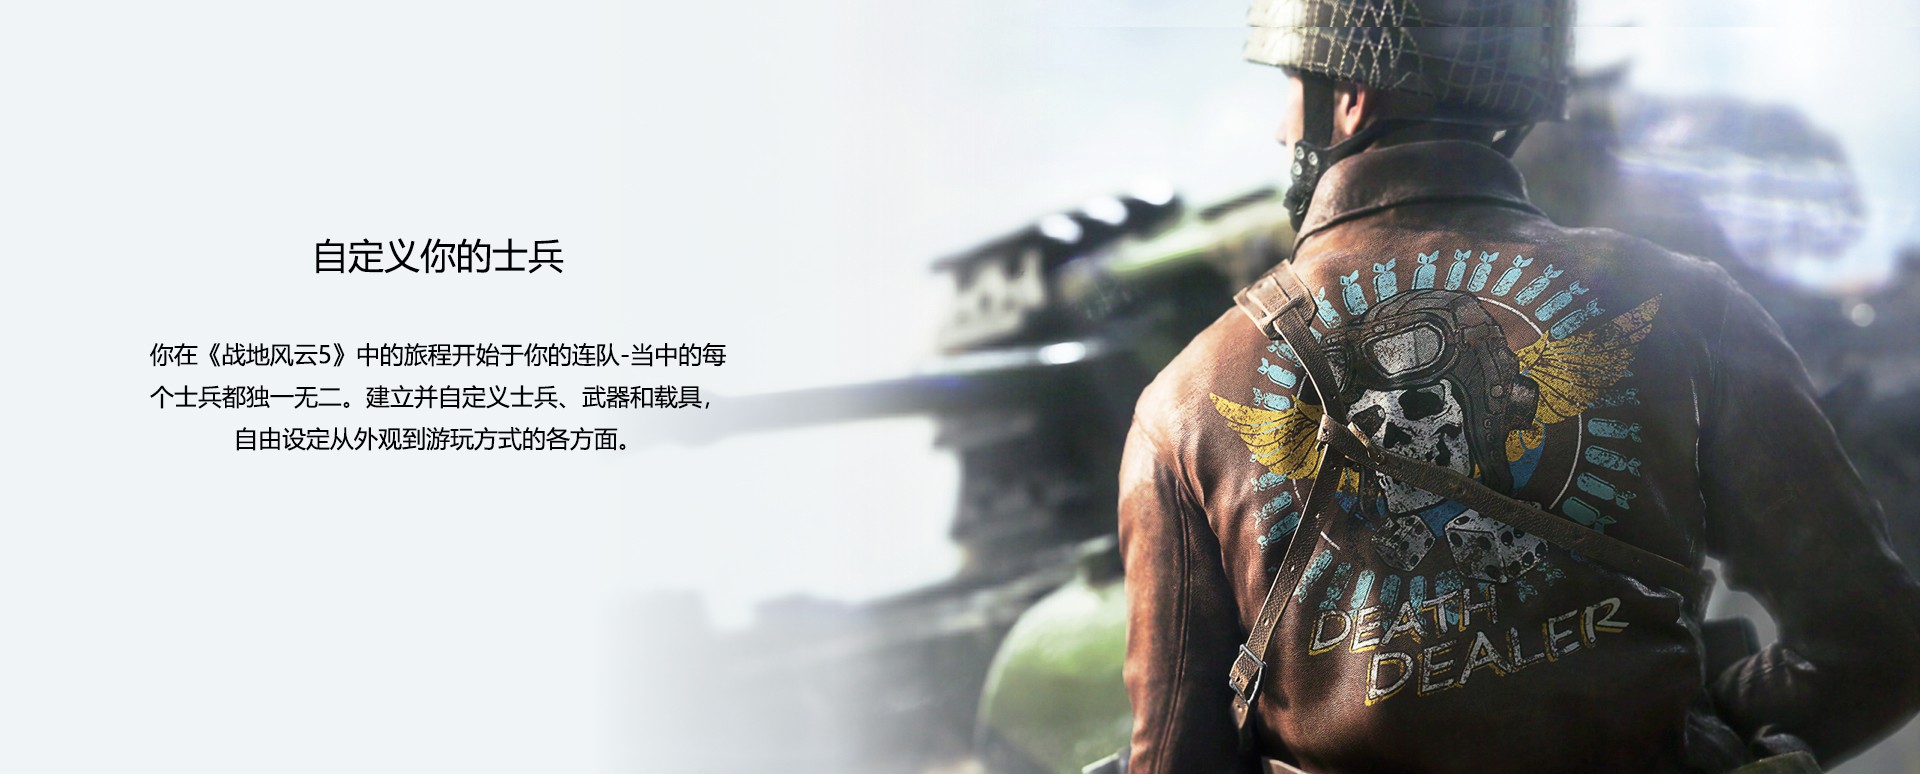 自定义你的士兵
你在《战地风云5》中的旅程开始于你的连队-当中的每
个士兵都独一无二。建立并自定义士兵、武器和载具，
自由设定从外观到游玩方式的各方面。
DEATH
DEALER